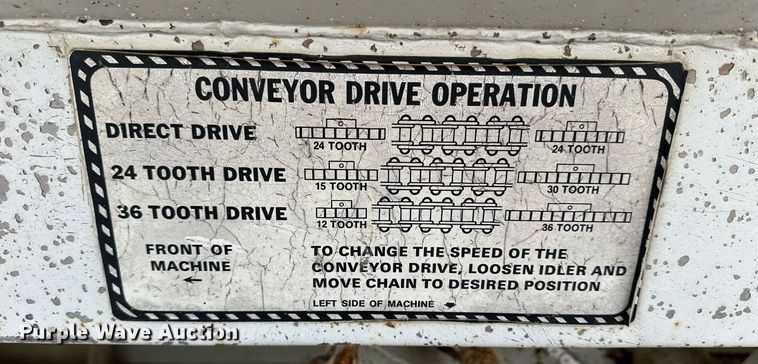 CONVEYOR DRIVE OPERATION
DIRECT DRIVE
24 TOOTH 24 TOOTH
24 TOOTH DRIVE
15 TOOTH 30 TOOTH
36 TOOTH DRIVE
12 TOOTH 36 TOOTH
FRONT OF
MACHINE
←
TO CHANGE THE SPEED OF THE
CONVEYOR DRIVE, LOOSEN IDLER AND
MOVE CHAIN TO DESIRED POSITION
LEFT SIDE OF MACHINE
Purple Wave Auction